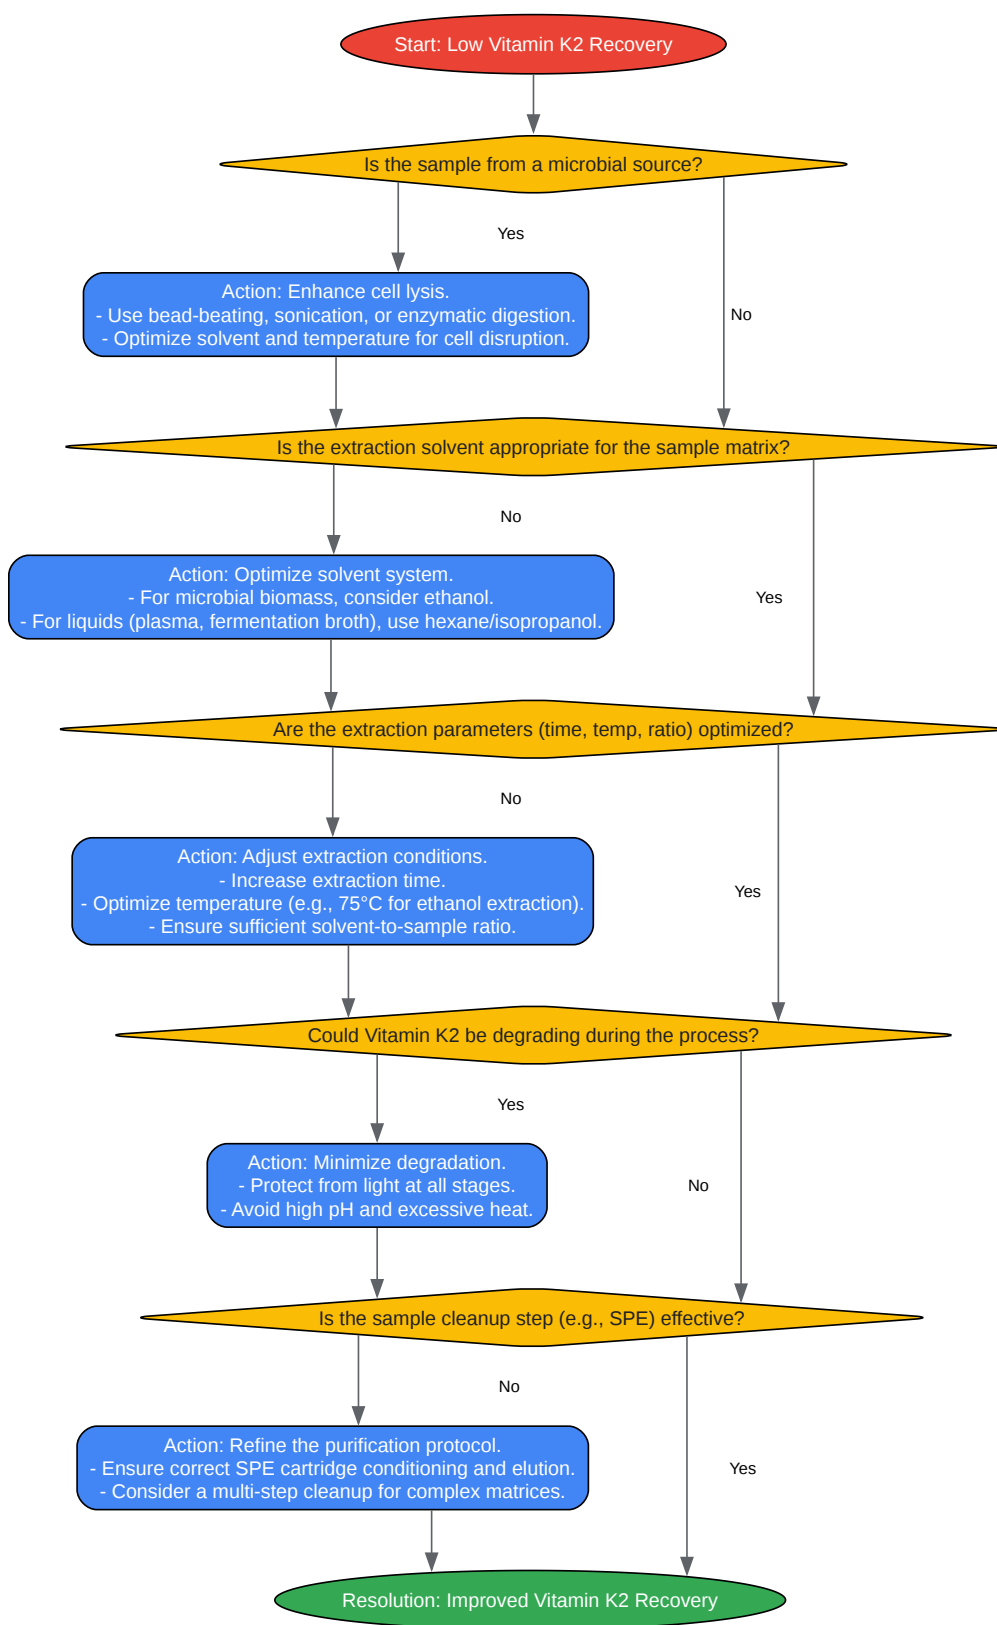 Start: Low Vitamin K2 Recovery
Is the sample from a microbial source?
Yes
Action: Enhance cell lysis.
- Use bead-beating, sonication, or enzymatic digestion.
- Optimize solvent and temperature for cell disruption.
No
Is the extraction solvent appropriate for the sample matrix?
No
Action: Optimize solvent system.
- For microbial biomass, consider ethanol.
- For liquids (plasma, fermentation broth), use hexane/isopropanol.
Yes
Are the extraction parameters (time, temp, ratio) optimized?
No
Action: Adjust extraction conditions.
- Increase extraction time.
- Optimize temperature (e.g., 75°C for ethanol extraction).
- Ensure sufficient solvent-to-sample ratio.
Yes
Could Vitamin K2 be degrading during the process?
Yes
Action: Minimize degradation.
- Protect from light at all stages.
- Avoid high pH and excessive heat.
No
Is the sample cleanup step (e.g., SPE) effective?
No
Action: Refine the purification protocol.
- Ensure correct SPE cartridge conditioning and elution.
- Consider a multi-step cleanup for complex matrices.
Yes
Resolution: Improved Vitamin K2 Recovery